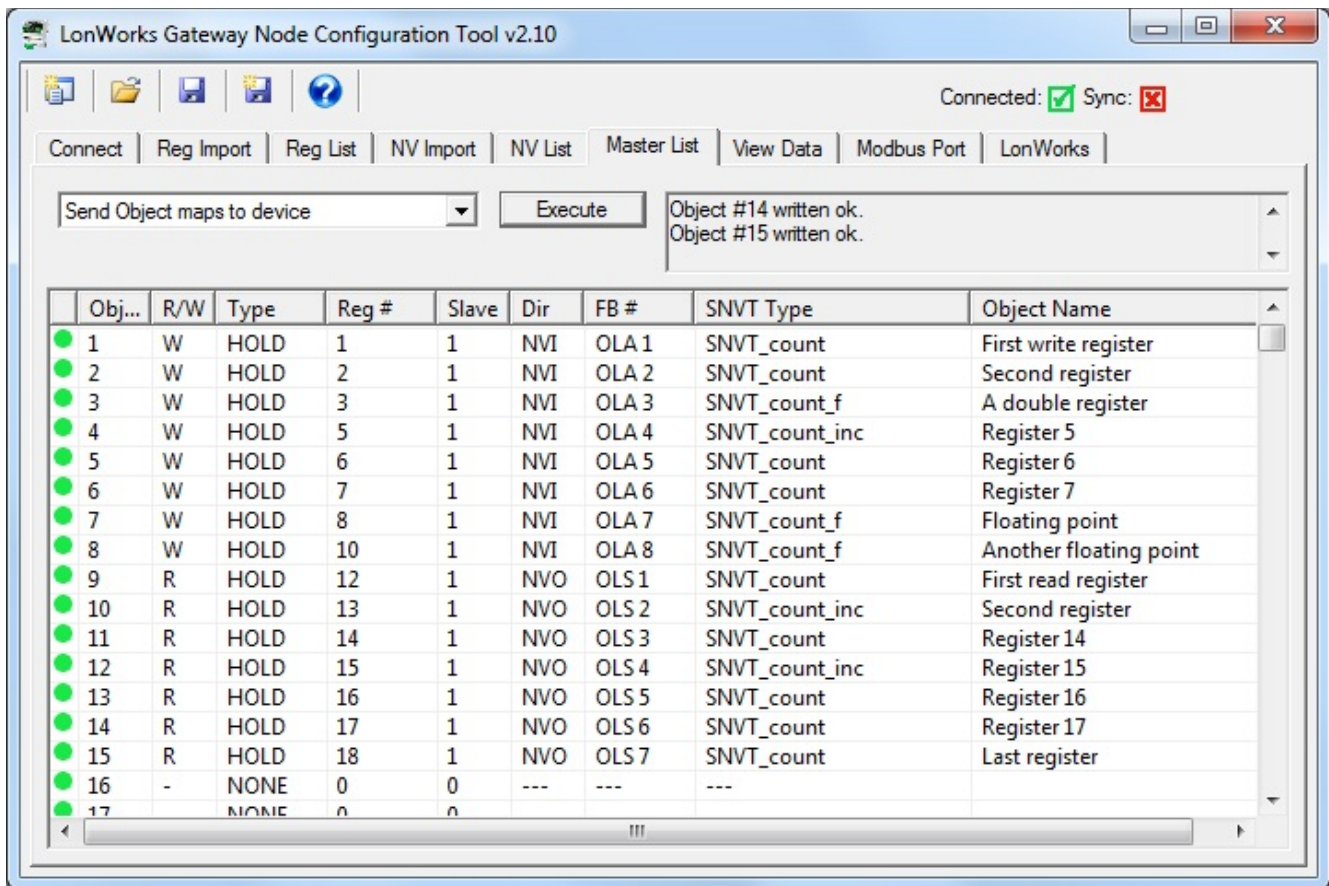 LonWorks Gateway Node Configuration Tool v2.10
Connected: Sync:
Connect Reg Import Reg List NV Import NV List Master List View Data Modbus Port LonWorks
Send Object maps to device Execute Object #14 written ok.
Object #15 written ok.
Obj... R/W Type Reg # Slave Dir FB # SNVT Type Object Name
1 W HOLD 1 1 NVI OLA 1 SNVT_count First write register
2 W HOLD 2 1 NVI OLA 2 SNVT_count Second register
3 W HOLD 3 1 NVI OLA 3 SNVT_count_f A double register
4 W HOLD 5 1 NVI OLA 4 SNVT_count_inc Register 5
5 W HOLD 6 1 NVI OLA 5 SNVT_count Register 6
6 W HOLD 7 1 NVI OLA 6 SNVT_count Register 7
7 W HOLD 8 1 NVI OLA 7 SNVT_count_f Floating point
8 W HOLD 10 1 NVI OLA 8 SNVT_count_f Another floating point
9 R HOLD 12 1 NVO OLS 1 SNVT_count First read register
10 R HOLD 13 1 NVO OLS 2 SNVT_count_inc Second register
11 R HOLD 14 1 NVO OLS 3 SNVT_count Register 14
12 R HOLD 15 1 NVO OLS 4 SNVT_count_inc Register 15
13 R HOLD 16 1 NVO OLS 5 SNVT_count Register 16
14 R HOLD 17 1 NVO OLS 6 SNVT_count Register 17
15 R HOLD 18 1 NVO OLS 7 SNVT_count Last register
16 - NONE 0 0 --- --- ---
17 NONE 0 0